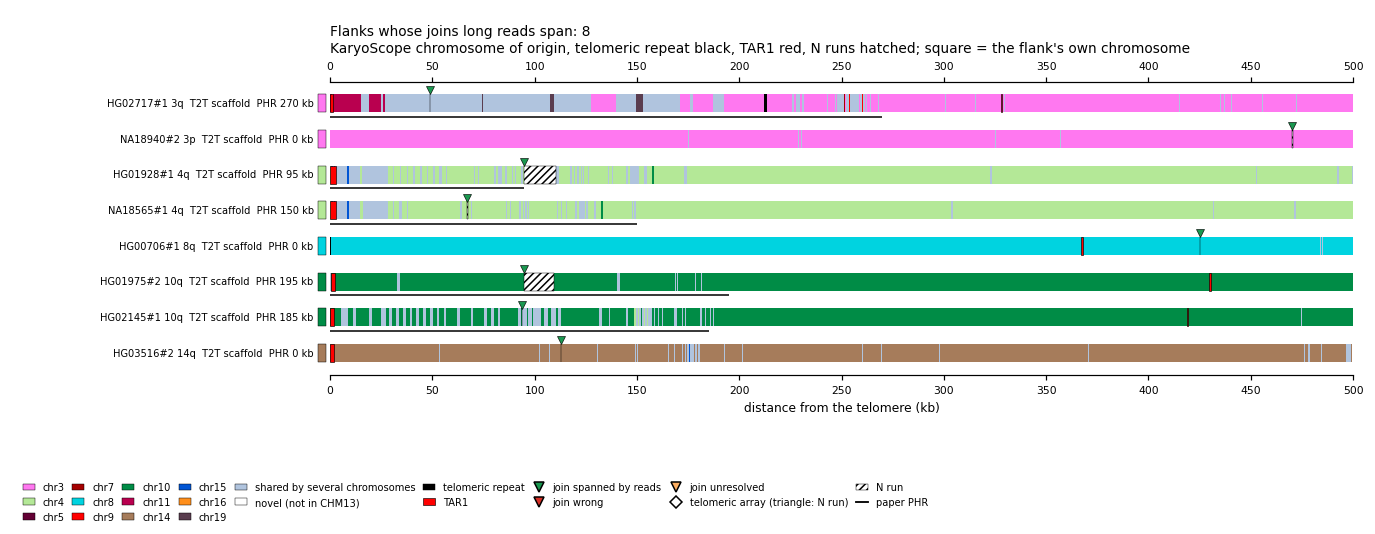 Flanks whose joins long reads span: 8
KaryoScope chromosome of origin, telomeric repeat black, TAR1 red, N runs hatched; square = the flank's own chromosome
0 50 100 150 200 250 300 350 400 450 500
HG02717#1 3q T2T scaffold PHR 270 kb
NA18940#2 3p T2T scaffold PHR 0 kb
HG01928#1 4q T2T scaffold PHR 95 kb
NA18565#1 4q T2T scaffold PHR 150 kb
HG00706#1 8q T2T scaffold PHR 0 kb
HG01975#2 10q T2T scaffold PHR 195 kb
HG02145#1 10q T2T scaffold PHR 185 kb
HG03516#2 14q T2T scaffold PHR 0 kb
0 50 100 150 200 250 300 350 400 450 500
distance from the telomere (kb)
chr3 chr7 chr10 chr15 shared by several chromosomes telomeric repeat join spanned by reads join unresolved N run
chr4 chr8 chr11 chr16 novel (not in CHM13) TAR1 join wrong telomeric array (triangle: N run) paper PHR
chr5 chr9 chr14 chr19